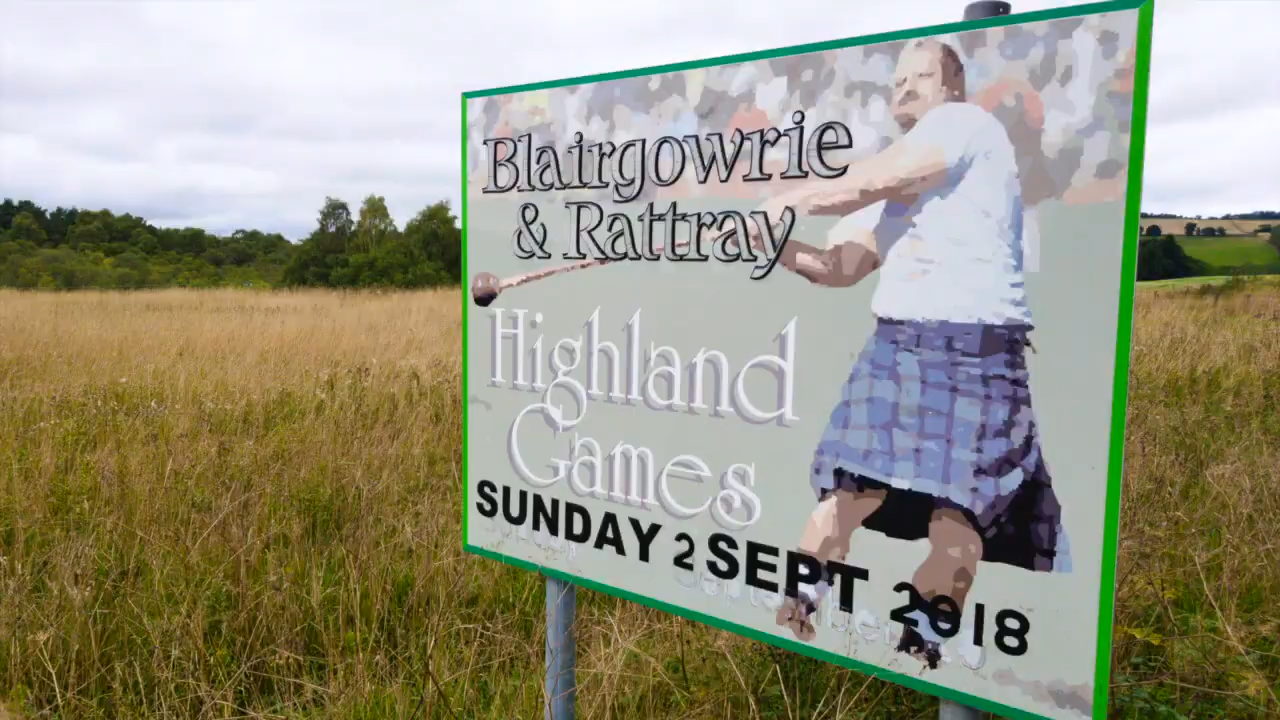 Blairgowrie
& Rattray
Highland
Games
SUNDAY 2 SEPT 2018